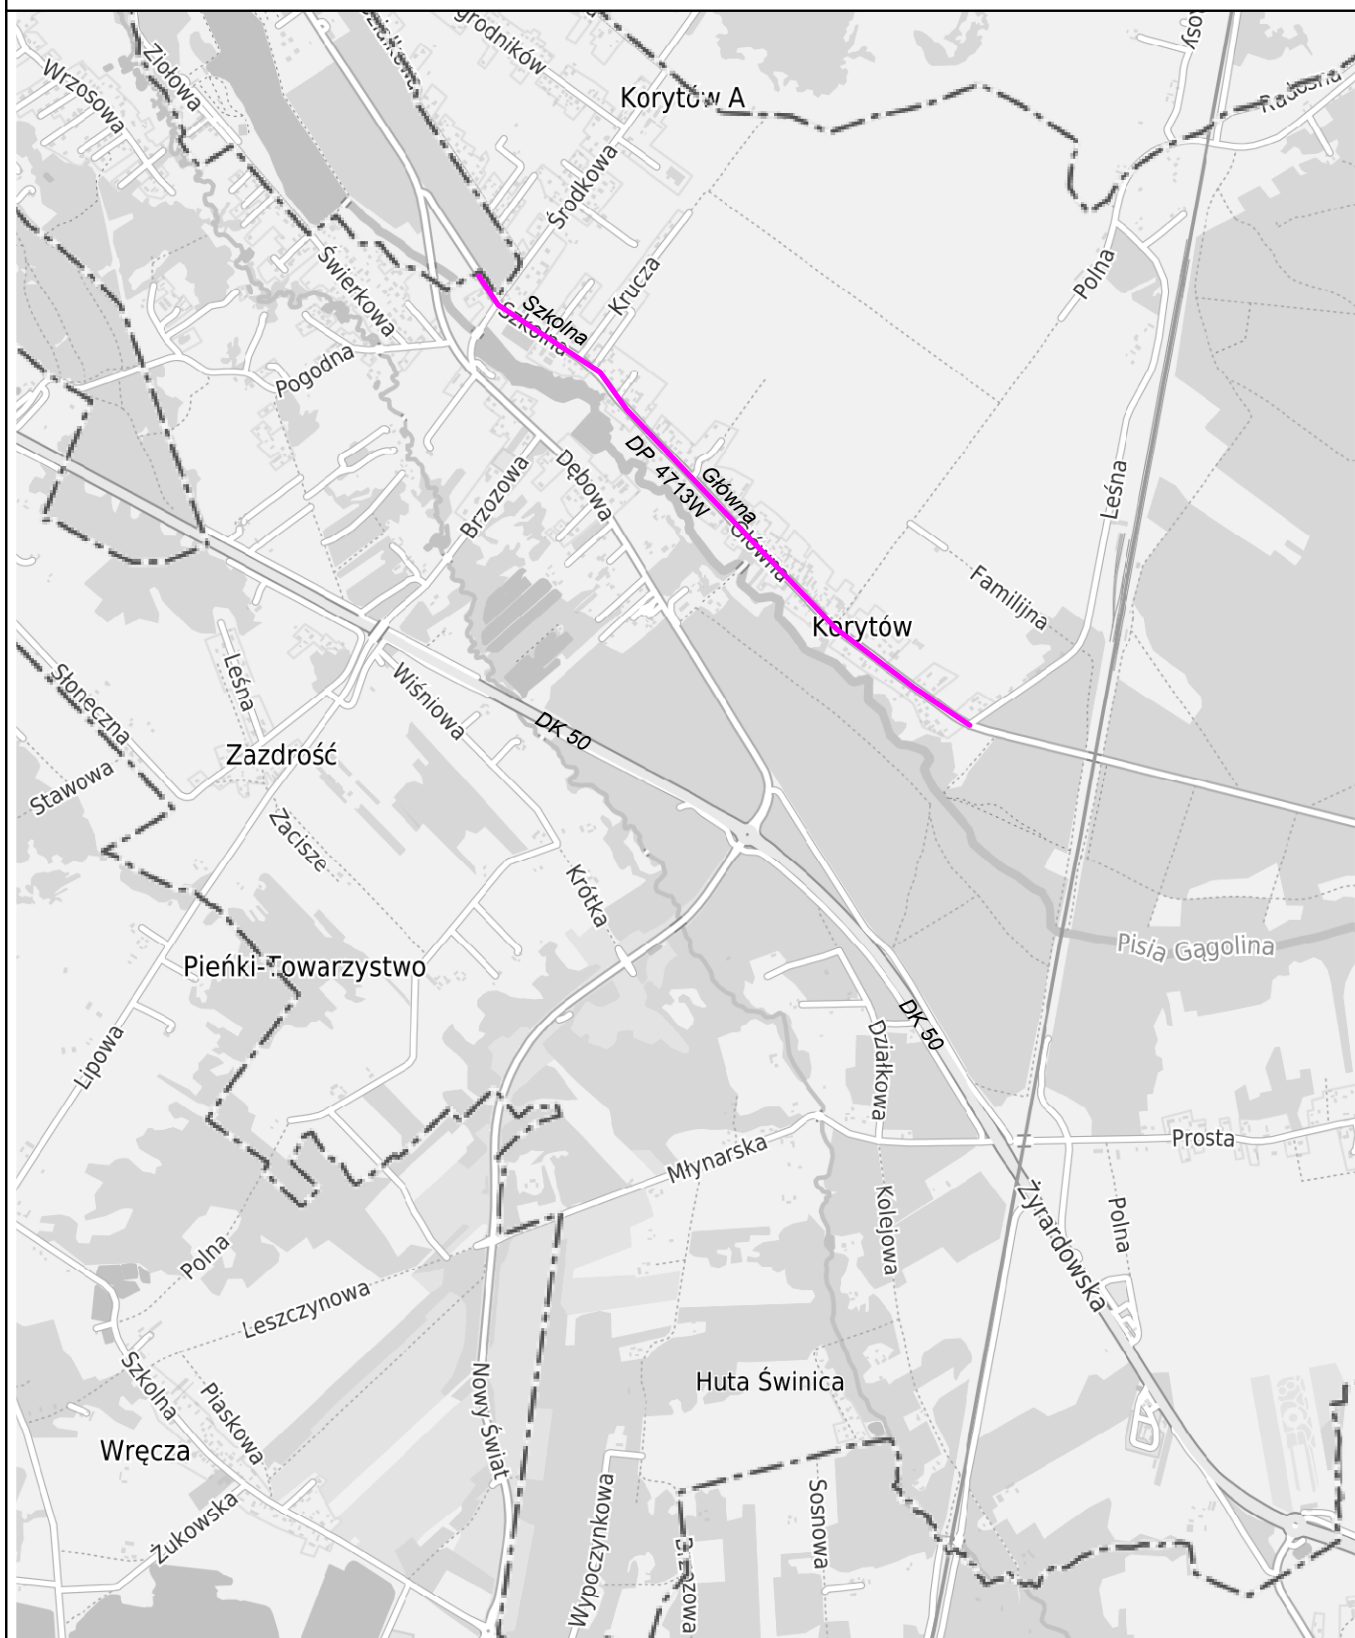 grodników
Ziołowa
Wrzosowa
Korytów A
Radosna
Środkowa
Świerkowa
Krucza
Polna
Szkolna
Szkolna
Pogodna
DP 4713W
Główna
Główna
Brzozowa
Dębowa
Leśna
Familijna
Korytów
Słoneczna
Leśna
Wiśniowa
DK 50
Zazdrość
Stawowa
Zacisze
Krótka
Pieńki-Towarzystwo
Pisia Gągolina
DK 50
Lipowa
Działkowa
Młynarska
Prosta
Polna
Kolejowa
Polna
Żyrardowska
Leszczynowa
Szkolna
Piaskowa
Nowy Świat
Huta Świnica
Wręcza
Żukowska
Wypoczynkowa
Sosnowa
Brzozowa